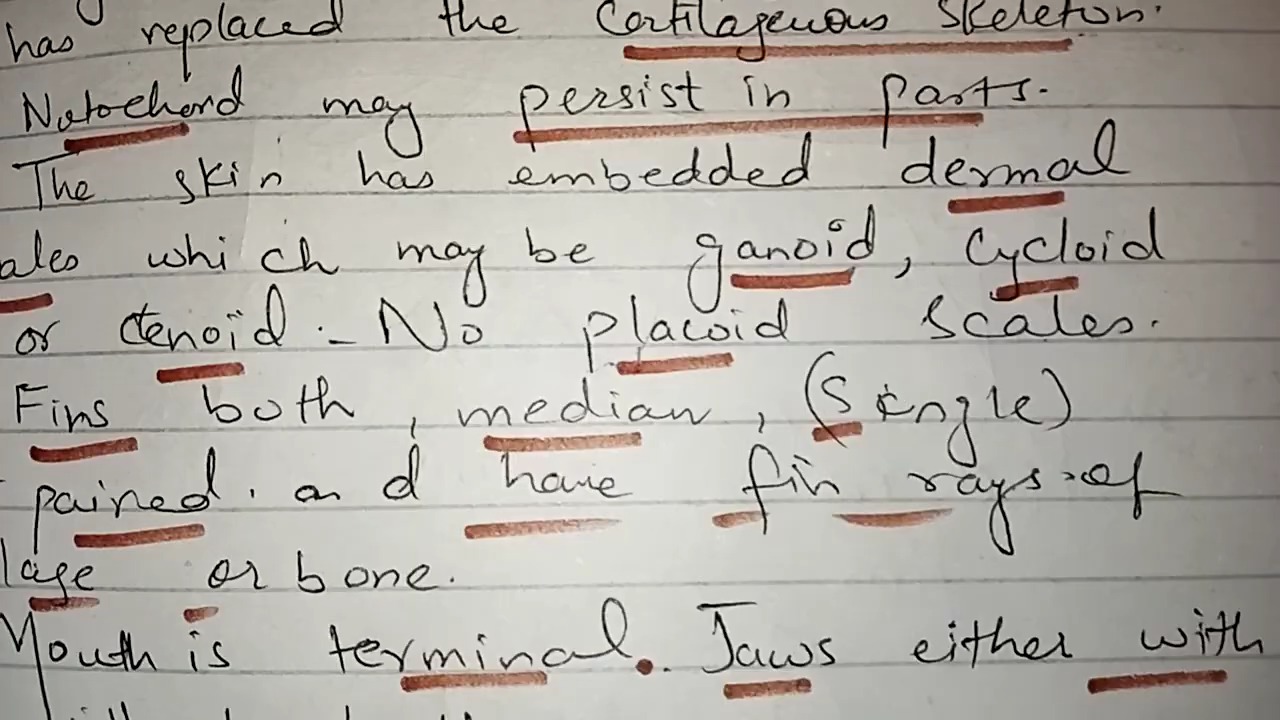 has replaced the Cartilagenous Skeleton.
Notochord may persist in parts.
The skin has embedded dermal
ales which may be ganoid, Cycloid
or ctenoid - No placoid scales.
Fins both, median, (Single)
paired. and have fin rays of
lage or bone.
Mouth is terminal. Jaws either with